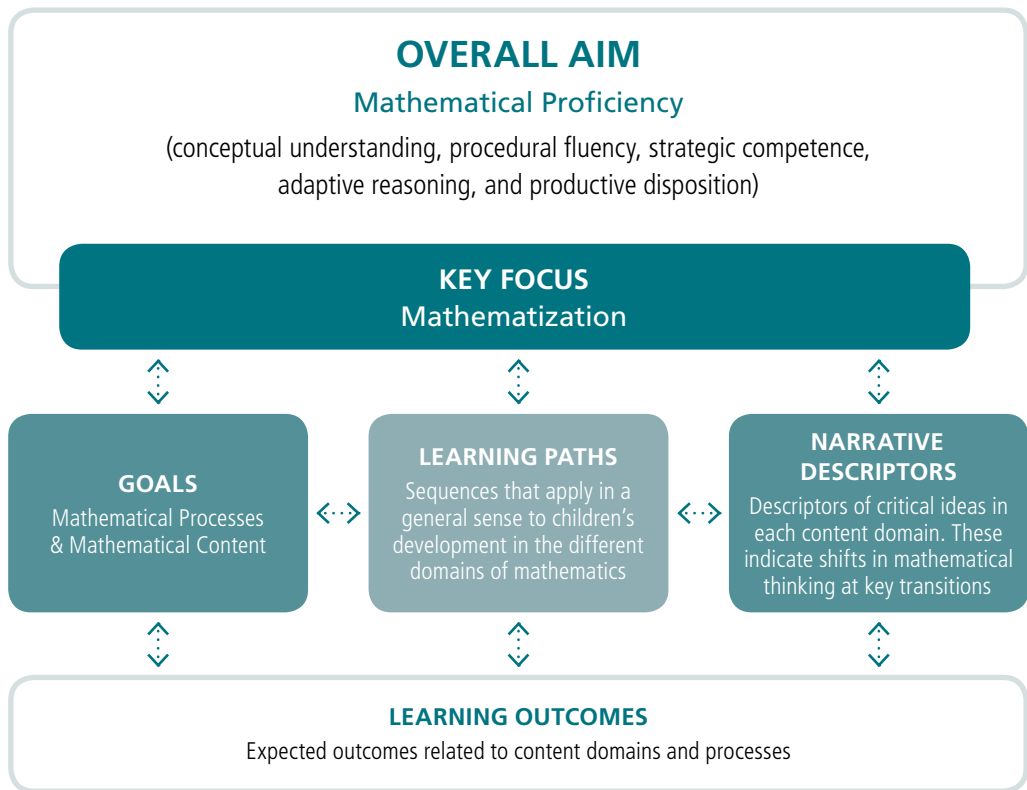 OVERALL AIM
Mathematical Proficiency
(conceptual understanding, procedural fluency, strategic competence,
adaptive reasoning, and productive disposition)
KEY FOCUS
Mathematization
GOALS
Mathematical Processes
& Mathematical Content
LEARNING PATHS
Sequences that apply in a
general sense to children’s
development in the different
domains of mathematics
NARRATIVE
DESCRIPTORS
Descriptors of critical ideas in
each content domain. These
indicate shifts in mathematical
thinking at key transitions
LEARNING OUTCOMES
Expected outcomes related to content domains and processes